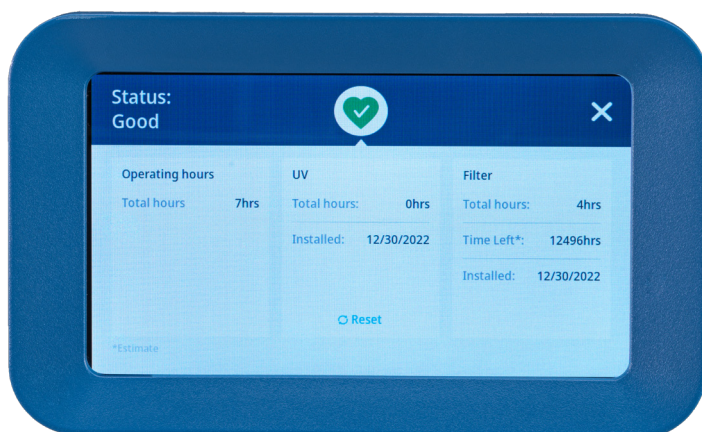 Status:
Good
Operating hours
Total hours 7hrs
UV
Total hours: 0hrs
Installed: 12/30/2022
Reset
Filter
Total hours: 4hrs
Time Left*: 12496hrs
Installed: 12/30/2022
*Estimate